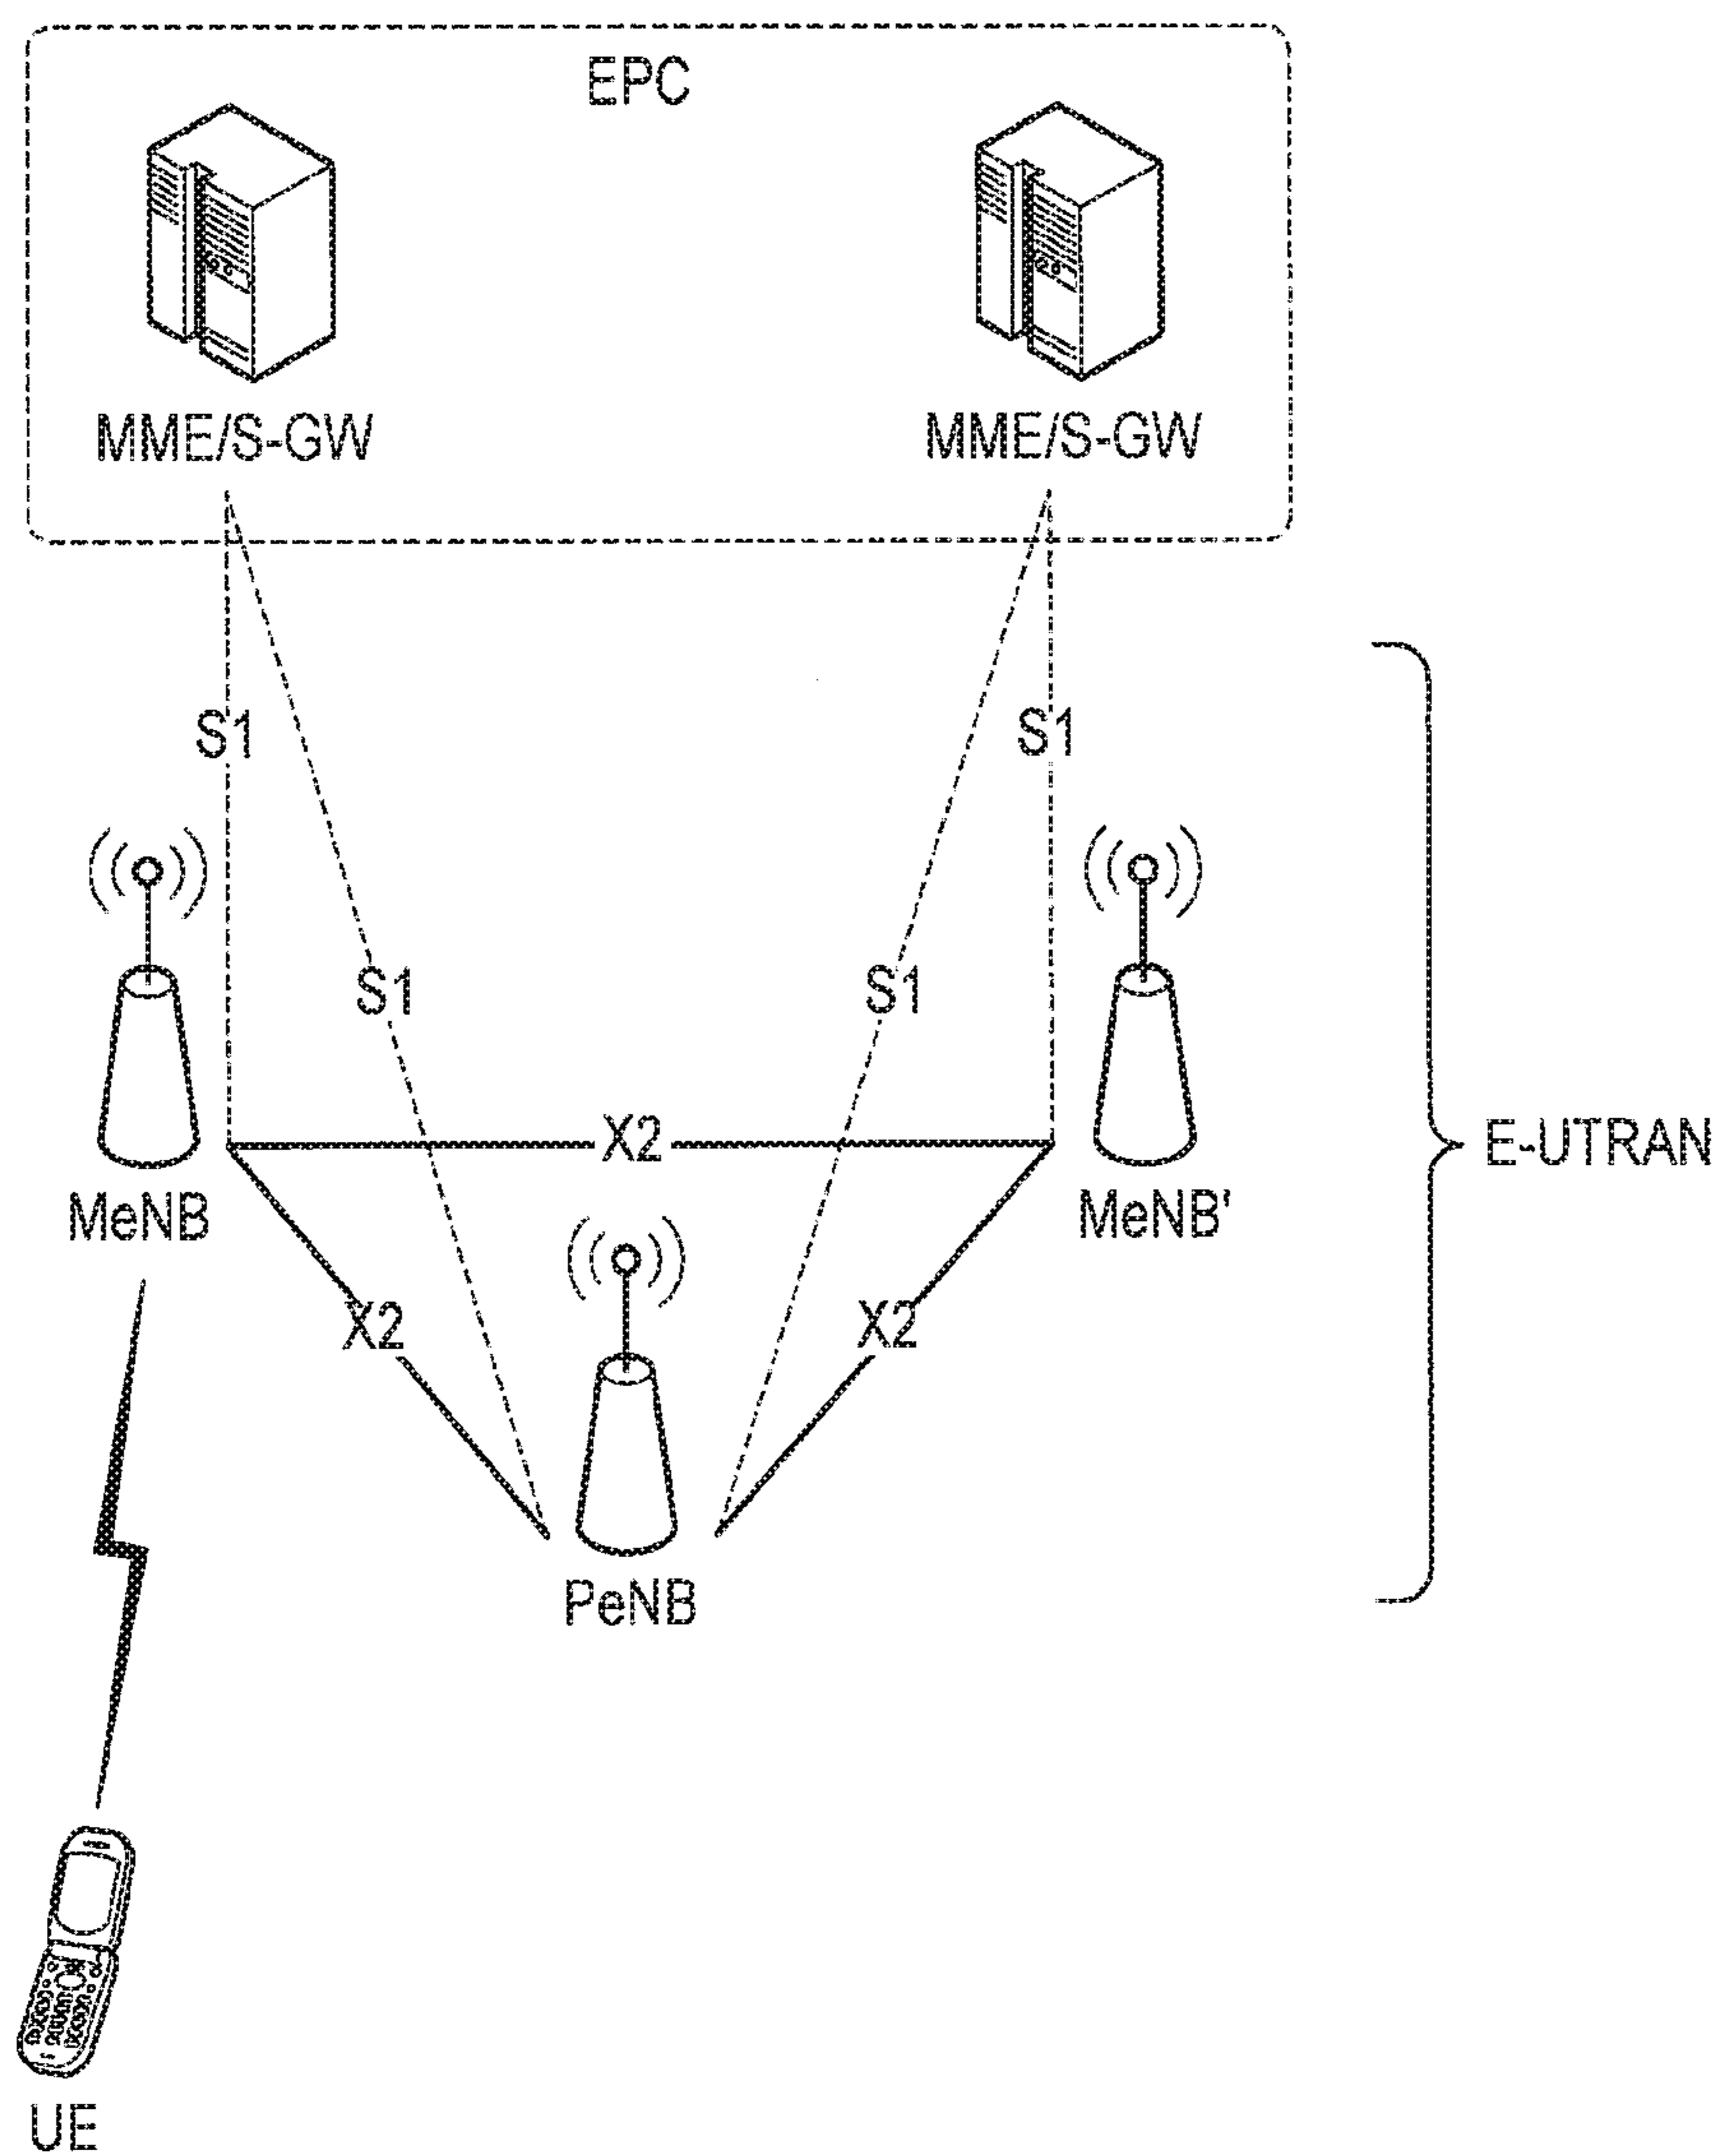 EPC
MME/S-GW
MME/S-GW
S1
S1
S1
S1
X2
E-UTRAN
MeNB
MeNB'
X2
X2
PeNB
UE